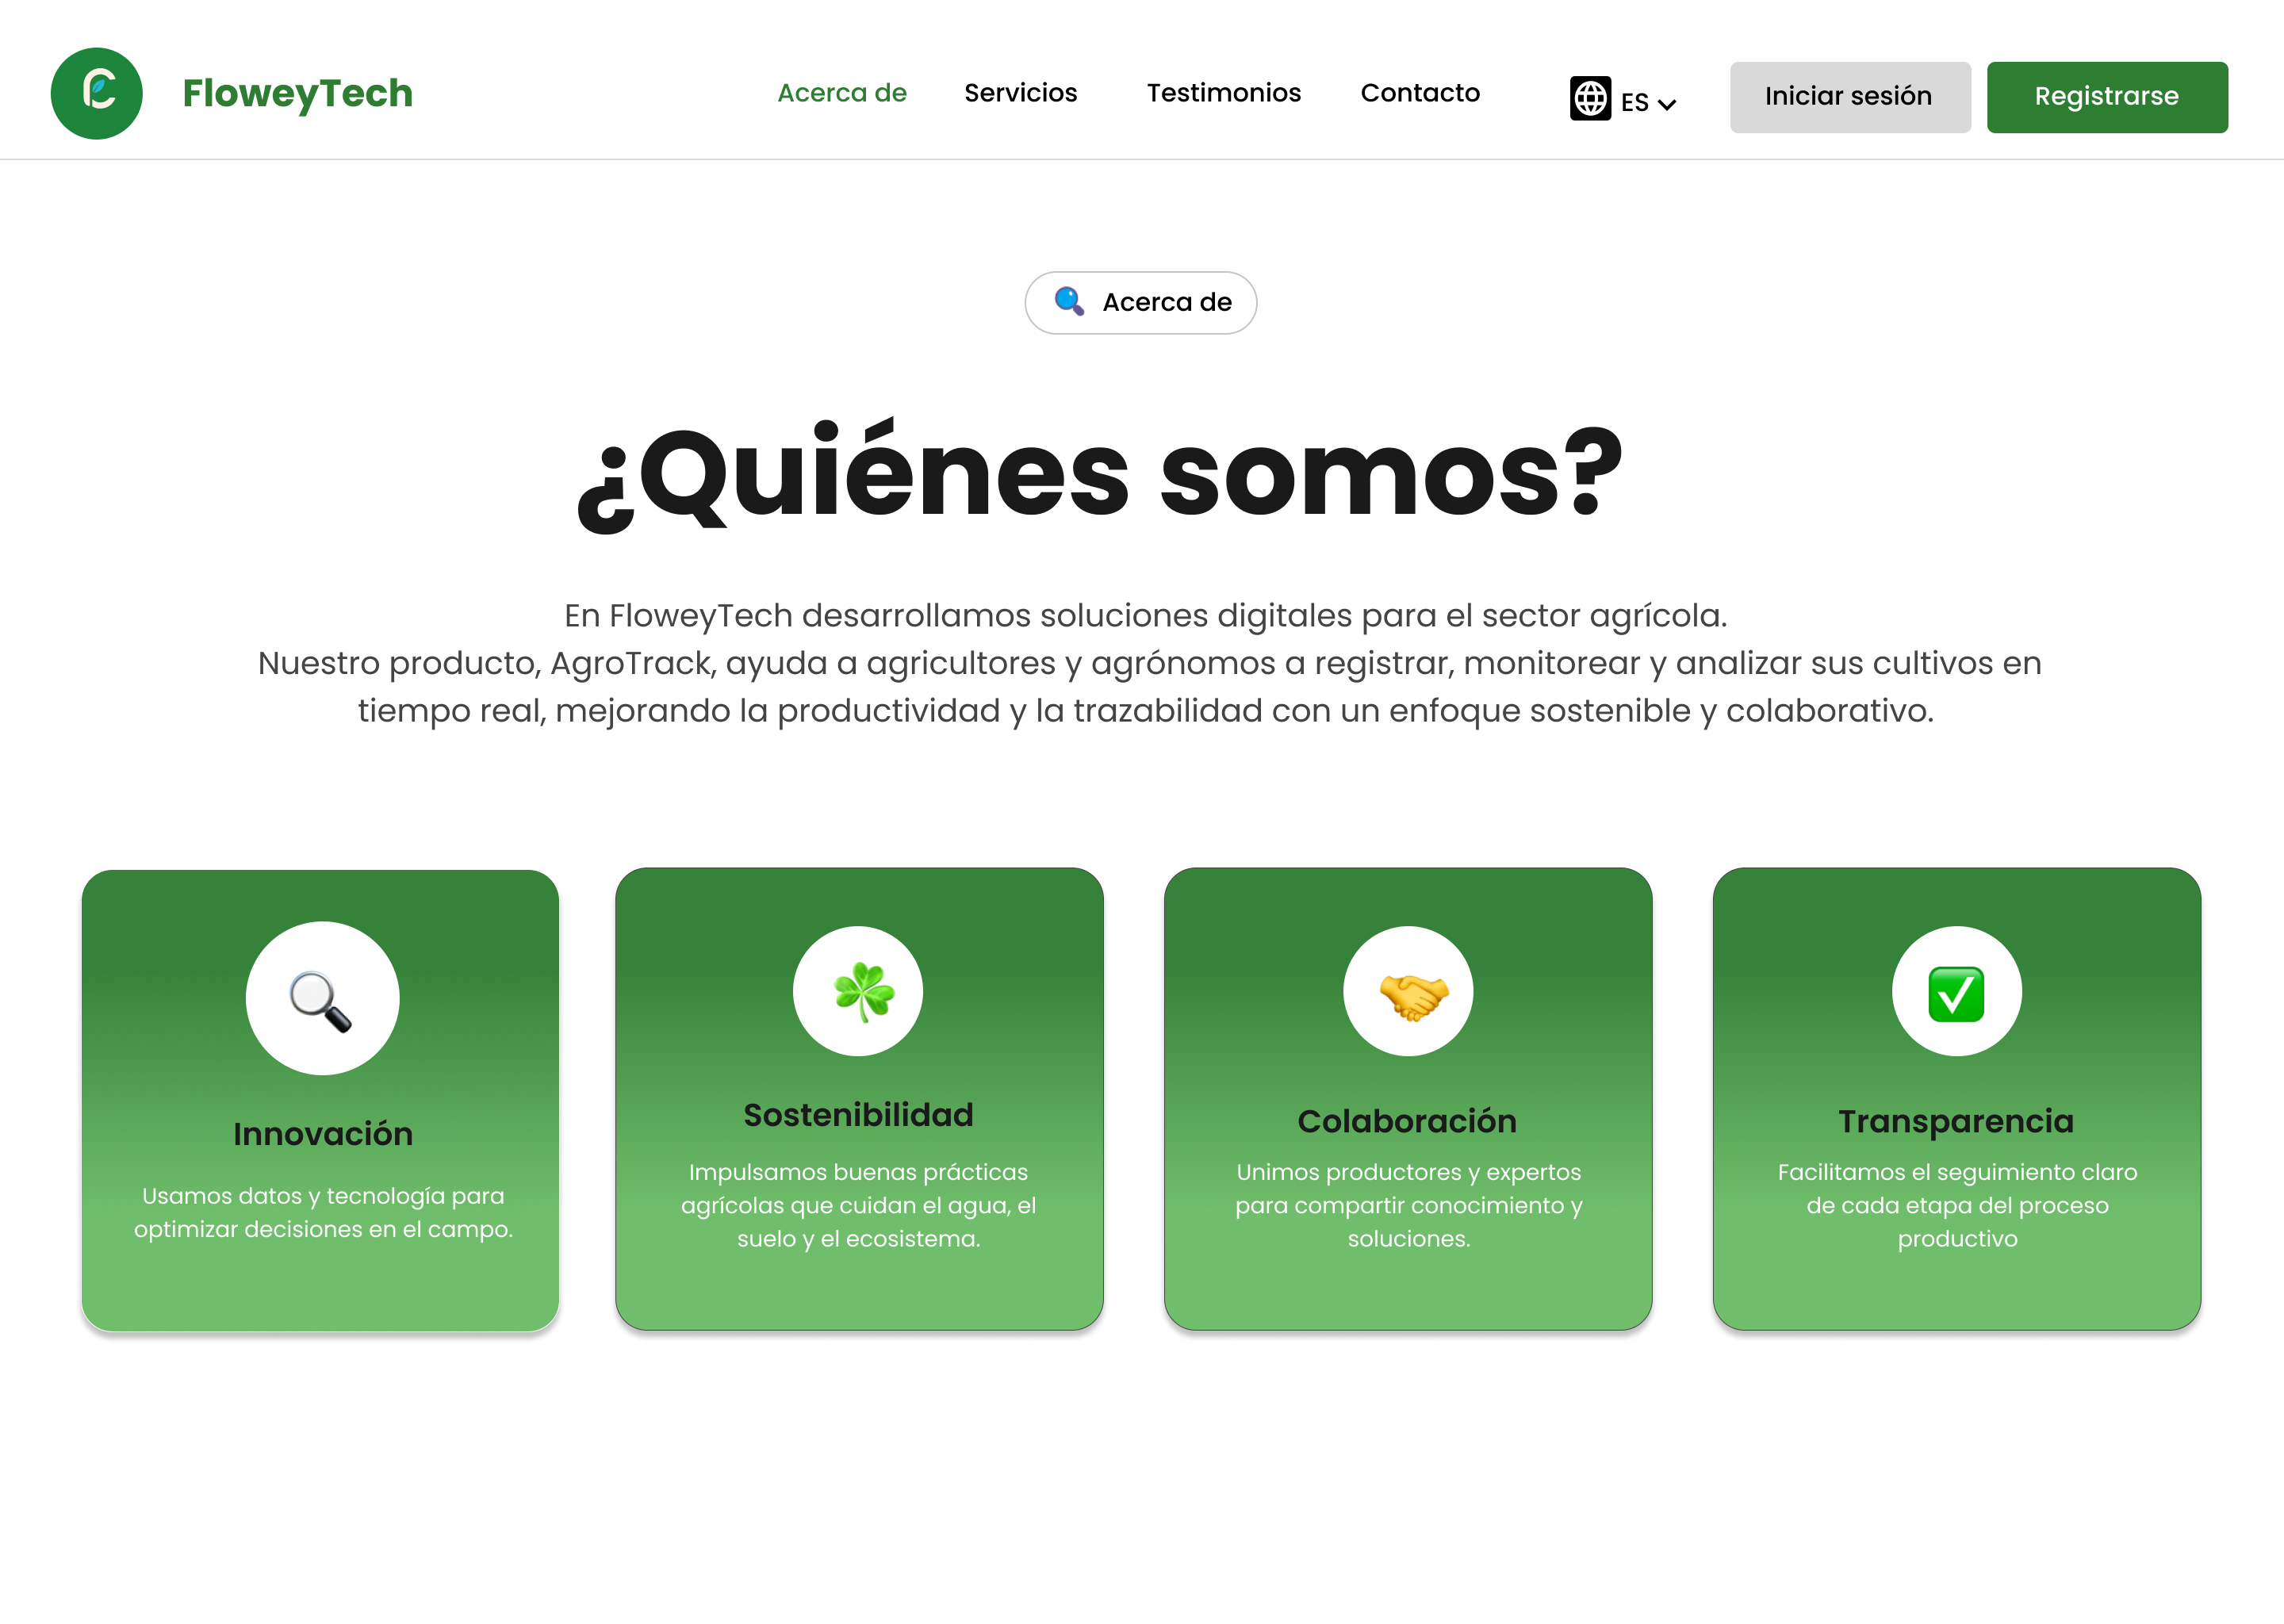 FloweyTech
Acerca de
Servicios
Testimonios
Contacto
ES
Iniciar sesión
Registrarse
Acerca de
¿Quiénes somos?
En FloweyTech desarrollamos soluciones digitales para el sector agrícola.
Nuestro producto, AgroTrack, ayuda a agricultores y agrónomos a registrar, monitorear y analizar sus cultivos en
tiempo real, mejorando la productividad y la trazabilidad con un enfoque sostenible y colaborativo.
Innovación
Usamos datos y tecnología para
optimizar decisiones en el campo.
Sostenibilidad
Impulsamos buenas prácticas
agrícolas que cuidan el agua, el
suelo y el ecosistema.
Colaboración
Unimos productores y expertos
para compartir conocimiento y
soluciones.
Transparencia
Facilitamos el seguimiento claro
de cada etapa del proceso
productivo